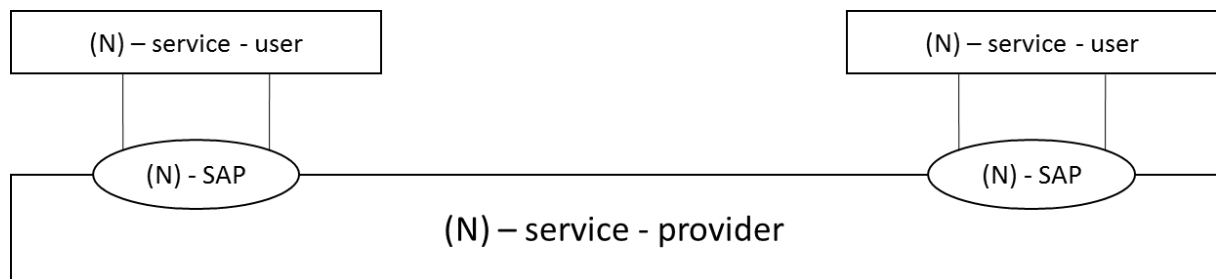 (N) – service - user
(N) – service - user
(N) - SAP
(N) - SAP
(N) – service - provider